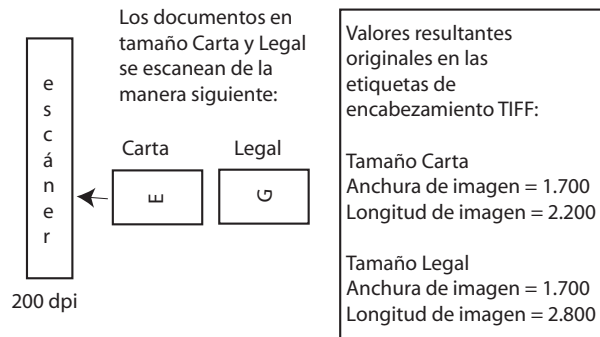 Los documentos en
tamaño Carta y Legal
se escanean de la
manera siguiente:
escáner
200 dpi
Carta
Legal
E
G
Valores resultantes
originales en las
etiquetas de
encabezamiento TIFF:
Tamaño Carta
Anchura de imagen = 1.700
Longitud de imagen = 2.200
Tamaño Legal
Anchura de imagen = 1.700
Longitud de imagen = 2.800